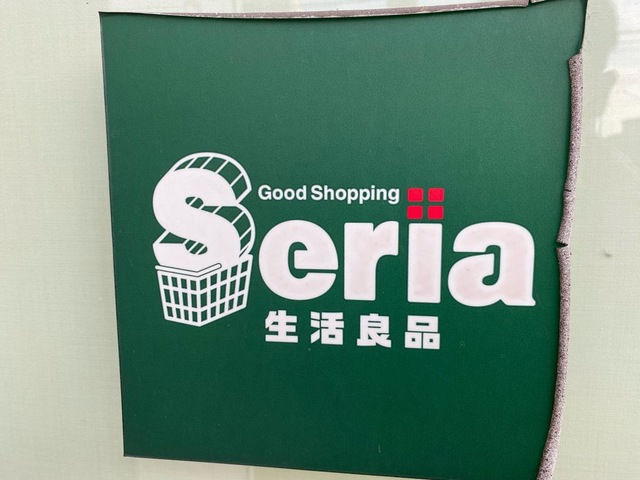 Good Shopping
Seria
生活良品